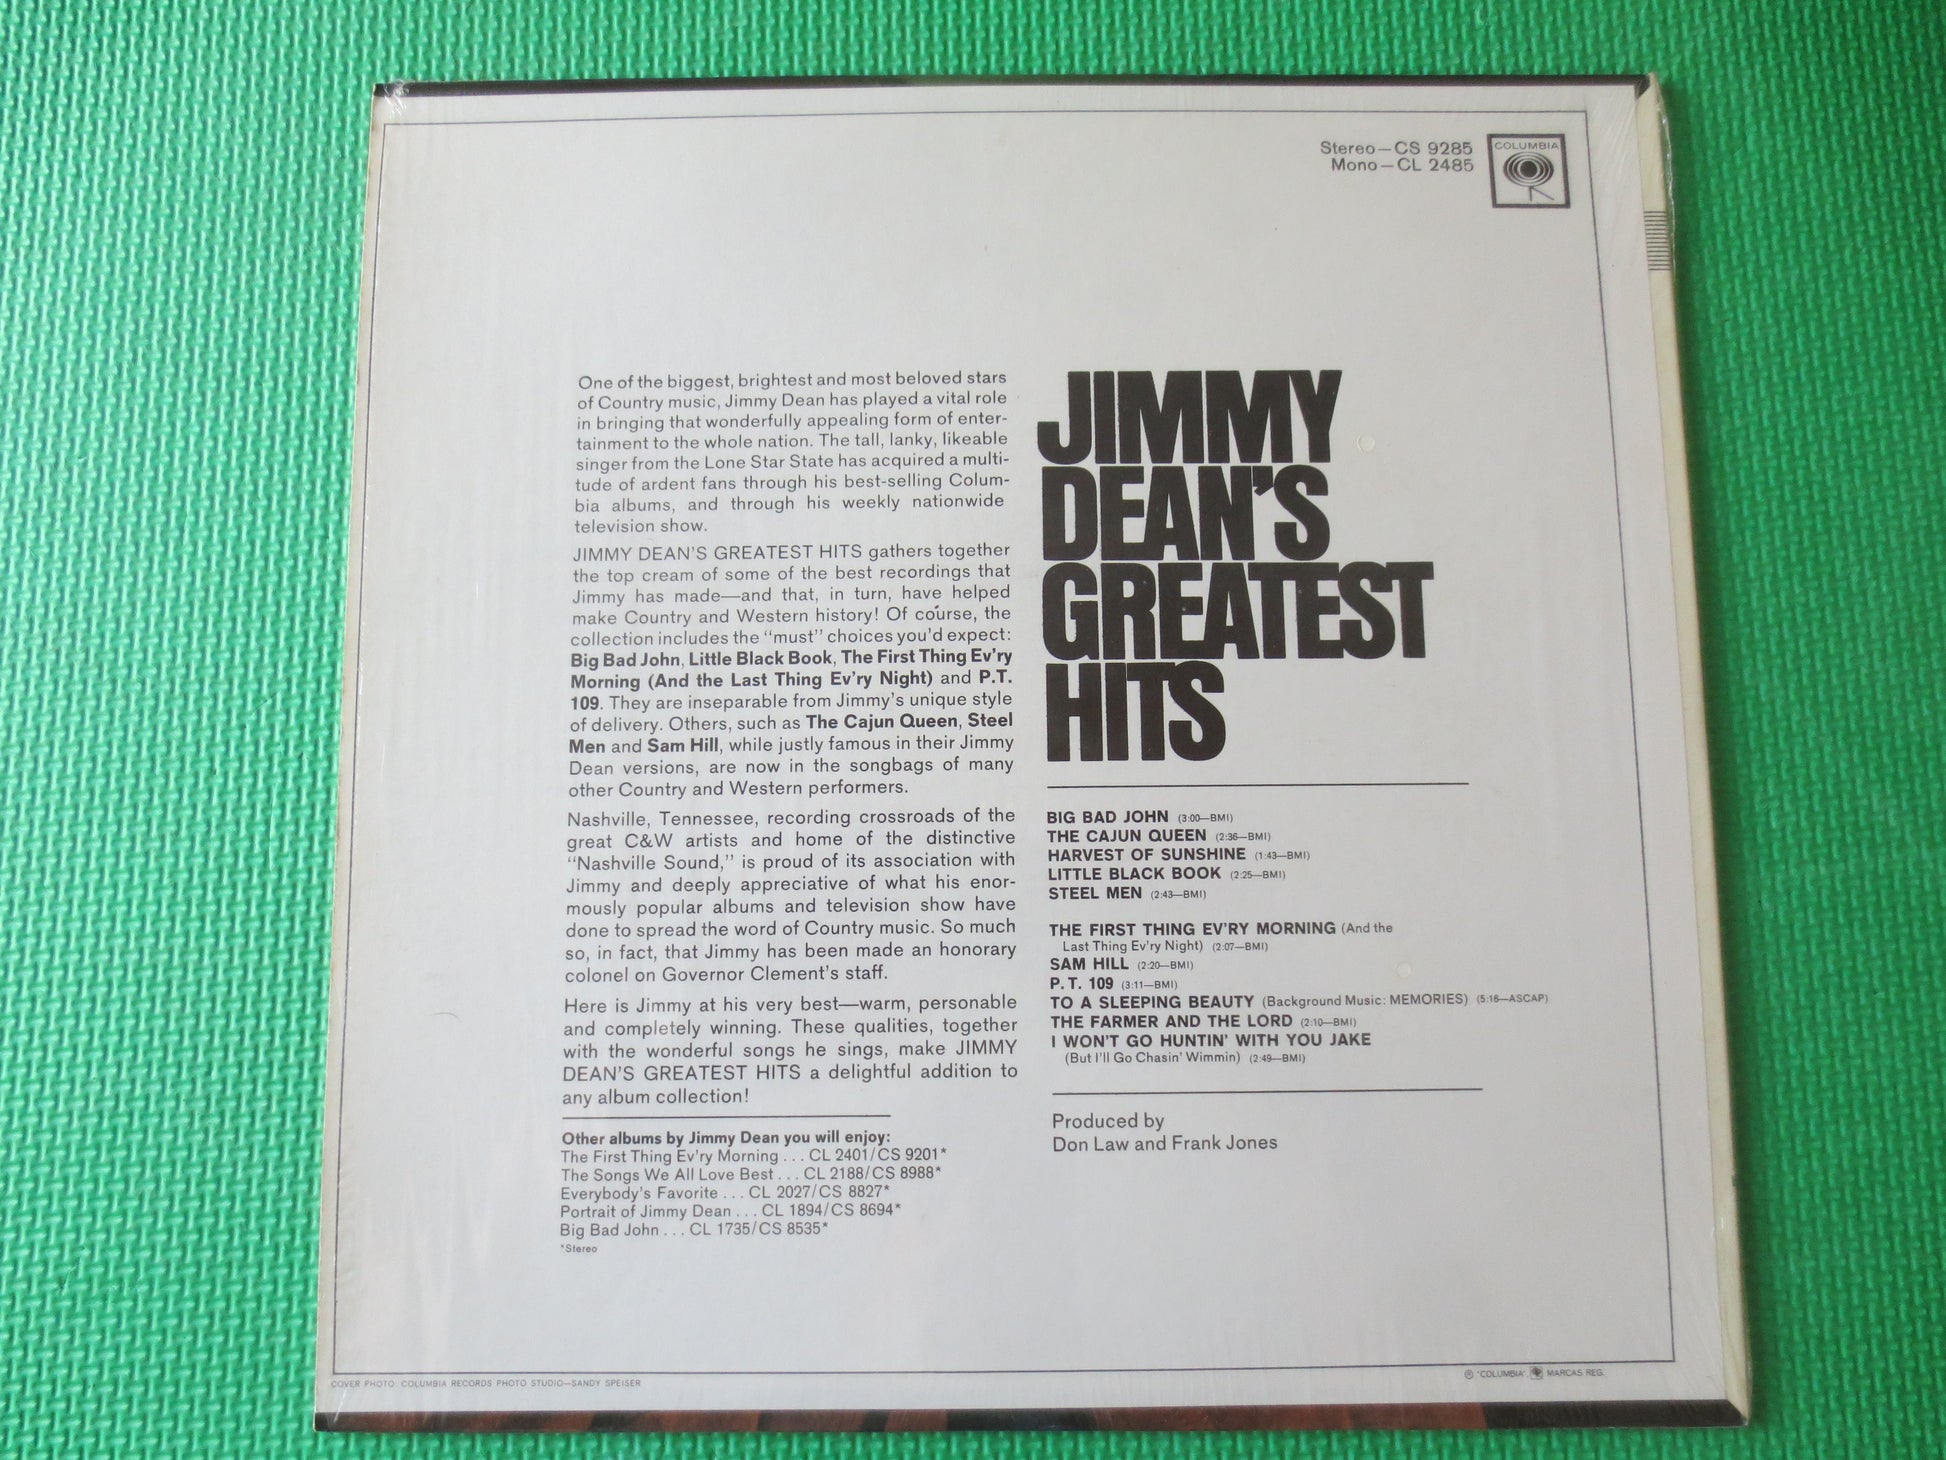 Stereo—CS 9285
Mono—CL 2485
COLUMBIA
One of the biggest, brightest and most beloved stars
of Country music, Jimmy Dean has played a vital role
in bringing that wonderfully appealing form of enter-
tainment to the whole nation. The tall, lanky, likeable
singer from the Lone Star State has acquired a multi-
tude of ardent fans through his best-selling Colum-
bia albums, and through his weekly nationwide
television show.
JIMMY DEAN'S GREATEST HITS gathers together
the top cream of some of the best recordings that
Jimmy has made—and that, in turn, have helped
make Country and Western history! Of course, the
collection includes the "must" choices you'd expect:
Big Bad John, Little Black Book, The First Thing Ev'ry
Morning (And the Last Thing Ev'ry Night) and P.T.
109. They are inseparable from Jimmy's unique style
of delivery. Others, such as The Cajun Queen, Steel
Men and Sam Hill, while justly famous in their Jimmy
Dean versions, are now in the songbags of many
other Country and Western performers.
Nashville, Tennessee, recording crossroads of the
great C&W artists and home of the distinctive
"Nashville Sound," is proud of its association with
Jimmy and deeply appreciative of what his enor-
mously popular albums and television show have
done to spread the word of Country music. So much
so, in fact, that Jimmy has been made an honorary
colonel on Governor Clement's staff.
Here is Jimmy at his very best—warm, personable
and completely winning. These qualities, together
with the wonderful songs he sings, make JIMMY
DEAN'S GREATEST HITS a delightful addition to
any album collection!
Other albums by Jimmy Dean you will enjoy:
The First Thing Ev'ry Morning . . . CL 2401/CS 9201*
The Songs We All Love Best . . . CL 2188/CS 8988*
Everybody's Favorite . . . CL 2027/CS 8827*
Portrait of Jimmy Dean . . . CL 1894/CS 8694*
Big Bad John . . . CL 1735/CS 8535*
*Stereo
JIMMY
DEAN'S
GREATEST
HITS
BIG BAD JOHN (3:00—BMI)
THE CAJUN QUEEN (2:36—BMI)
HARVEST OF SUNSHINE (1:43—BMI)
LITTLE BLACK BOOK (2:25—BMI)
STEEL MEN (2:43—BMI)
THE FIRST THING EV'RY MORNING (And the
Last Thing Ev'ry Night) (2:07—BMI)
SAM HILL (2:20—BMI)
P.T. 109 (3:11—BMI)
TO A SLEEPING BEAUTY (Background Music: MEMORIES) (5:16—ASCAP)
THE FARMER AND THE LORD (2:10—BMI)
I WON'T GO HUNTIN' WITH YOU JAKE
(But I'll Go Chasin' Wimmin) (2:49—BMI)
Produced by
Don Law and Frank Jones
COVER PHOTO: COLUMBIA RECORDS PHOTO STUDIO—SANDY SPEISER
® "COLUMBIA", MARCAS REG.